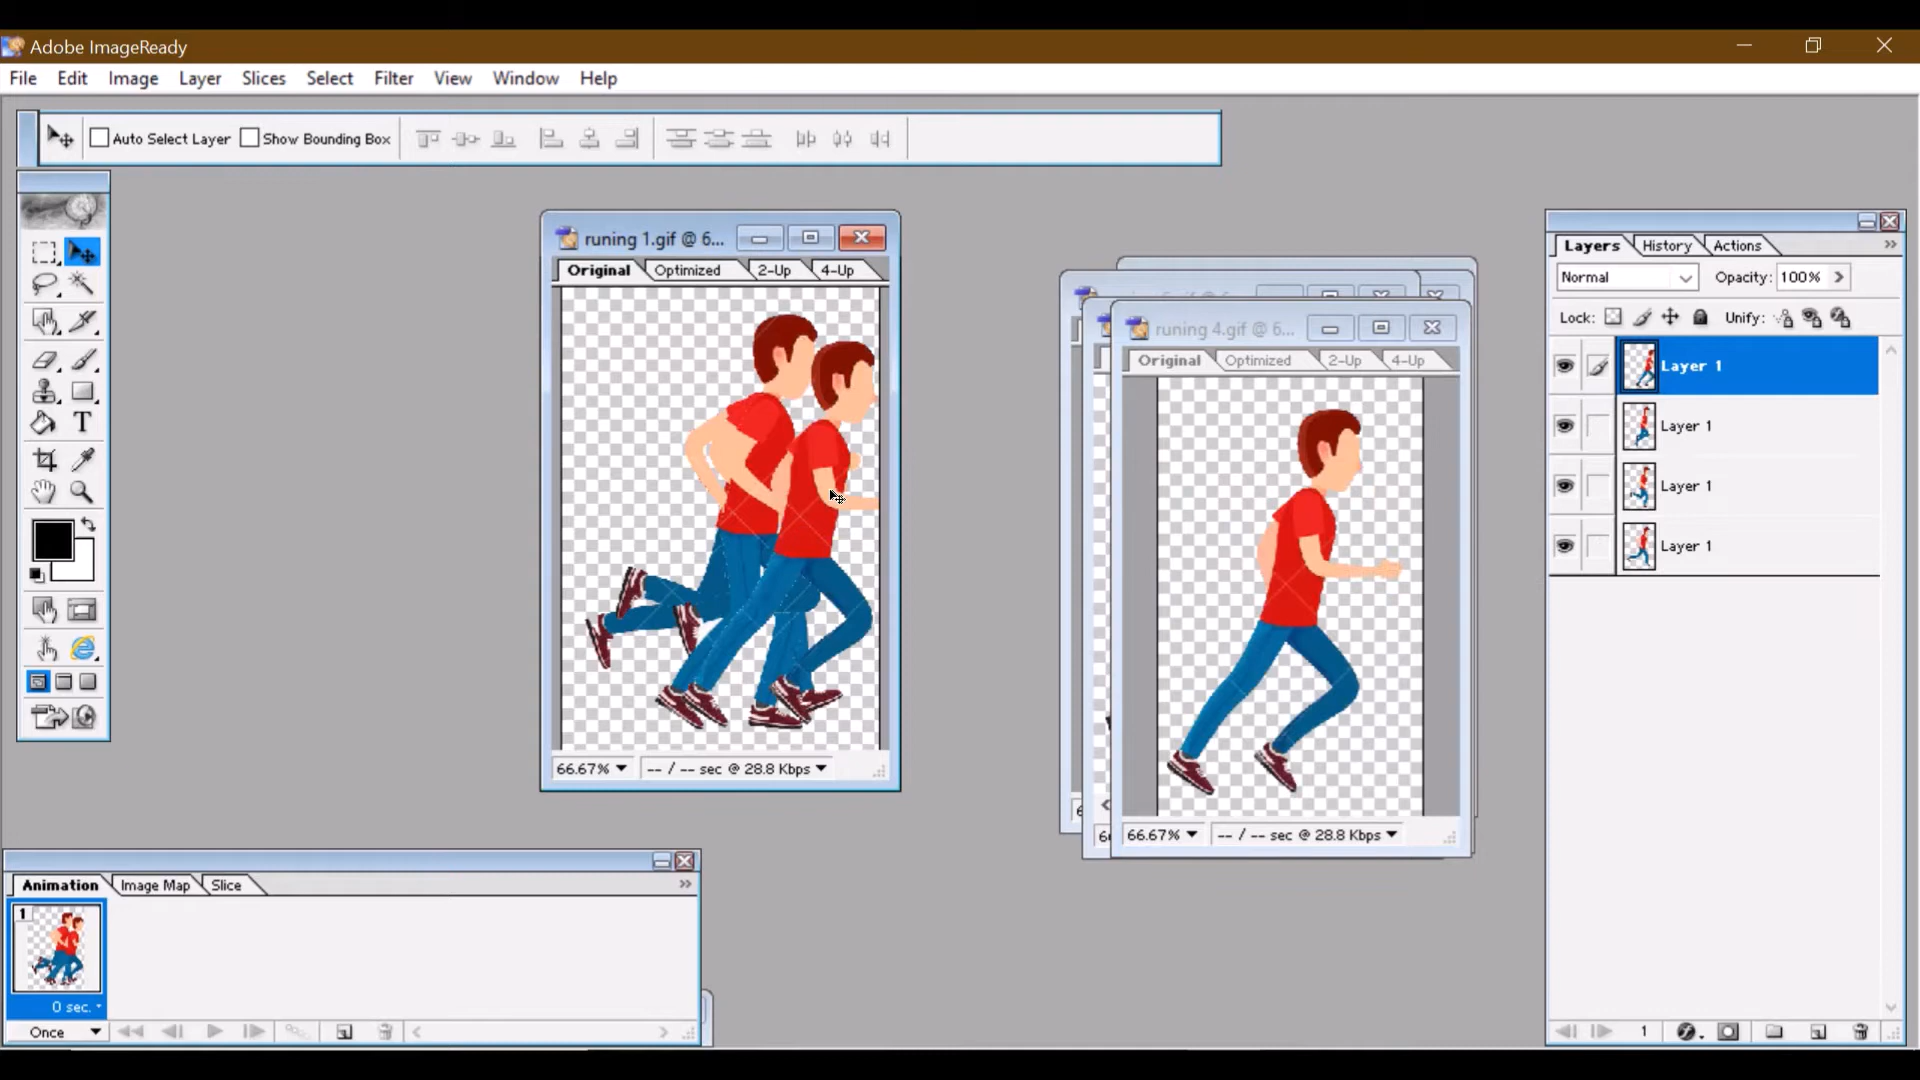 Adobe ImageReady
File Edit Image Layer Slices Select Filter View Window Help
Auto Select Layer Show Bounding Box
runing 1.gif @ 6...
Original Optimized 2-Up 4-Up
66.67% -- / -- sec @ 28.8 Kbps
runing 4.gif @ 6...
Original Optimized 2-Up 4-Up
66.67% -- / -- sec @ 28.8 Kbps
Layers History Actions
Normal Opacity: 100%
Lock: Unify:
Layer 1
Layer 1
Layer 1
Layer 1
1
Animation Image Map Slice
1
0 sec.
Once